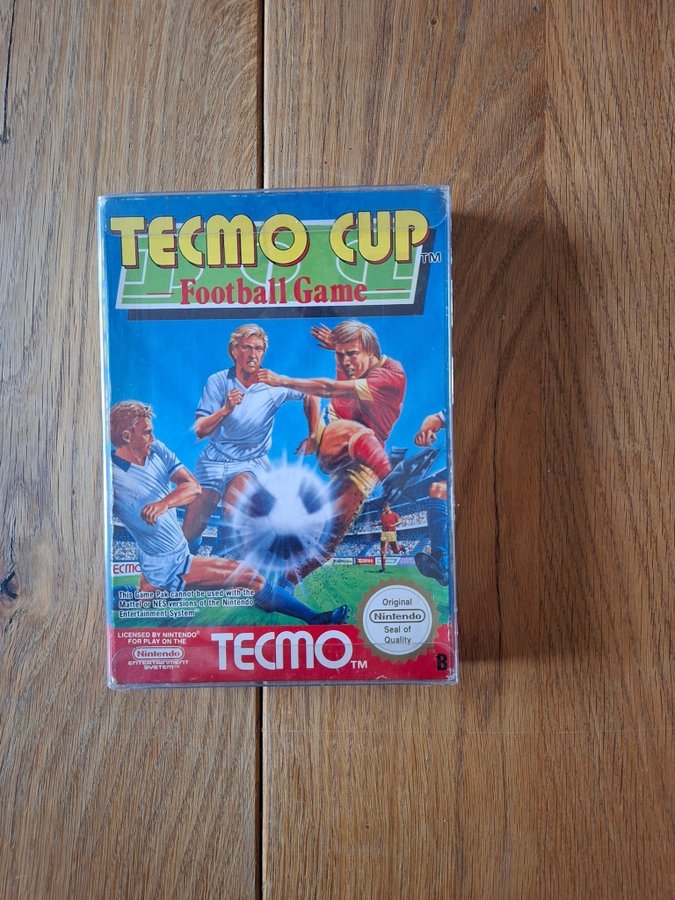 TECMO CUP TM
Football Game
ECMO
This Game Pak cannot be used with the
Mattel or NES versions of the Nintendo
Entertainment System.
LICENSED BY NINTENDO®
FOR PLAY ON THE
Nintendo
ENTERTAINMENT
SYSTEM™
TECMO TM
Original
Nintendo
Seal of
Quality
B